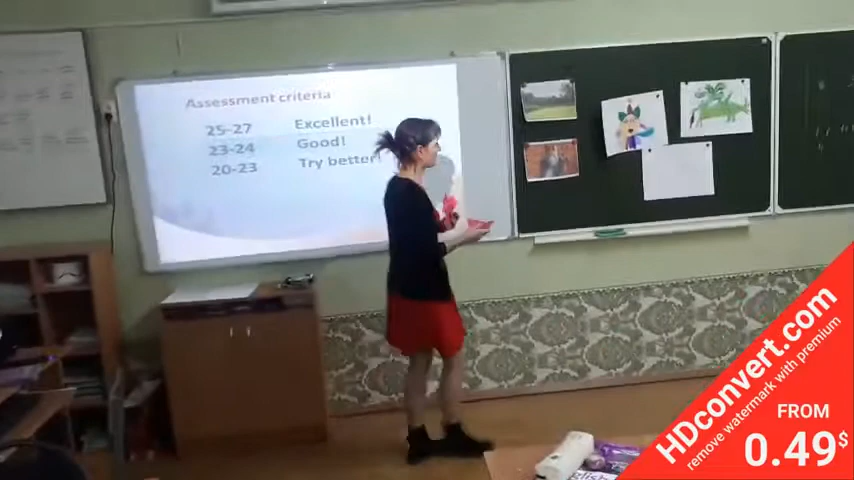 Assessment criteria
25-27 Excellent!
23-24 Good!
20-23 Try better!
HDconvert.com
remove watermark with premium
FROM
0.49$
glish